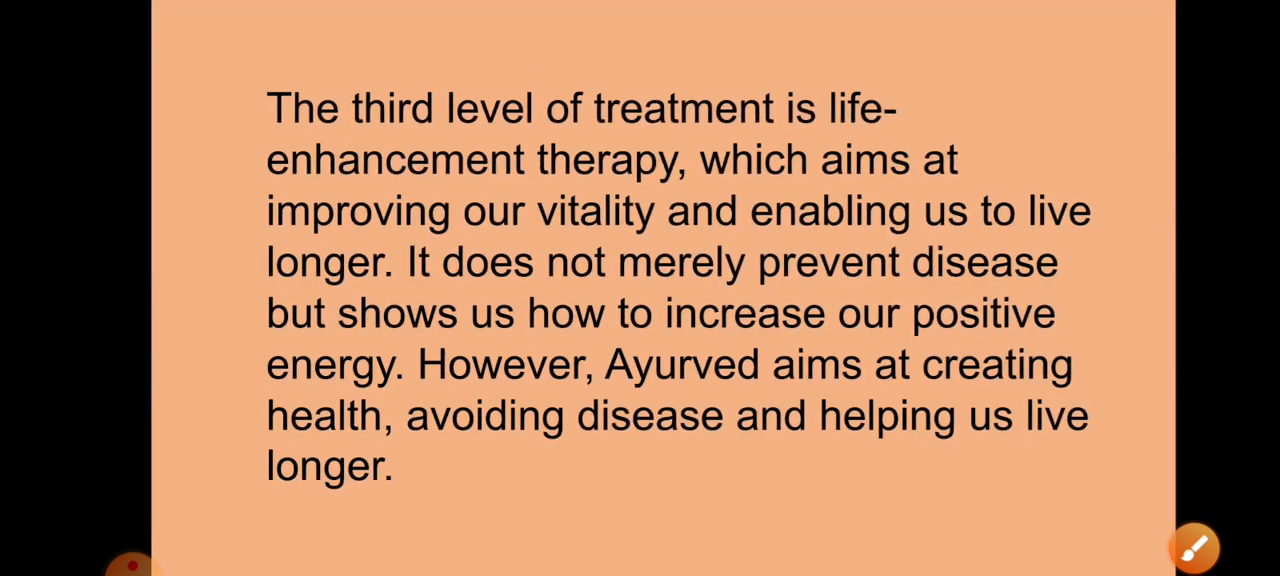 The third level of treatment is life-
enhancement therapy, which aims at
improving our vitality and enabling us to live
longer. It does not merely prevent disease
but shows us how to increase our positive
energy. However, Ayurved aims at creating
health, avoiding disease and helping us live
longer.